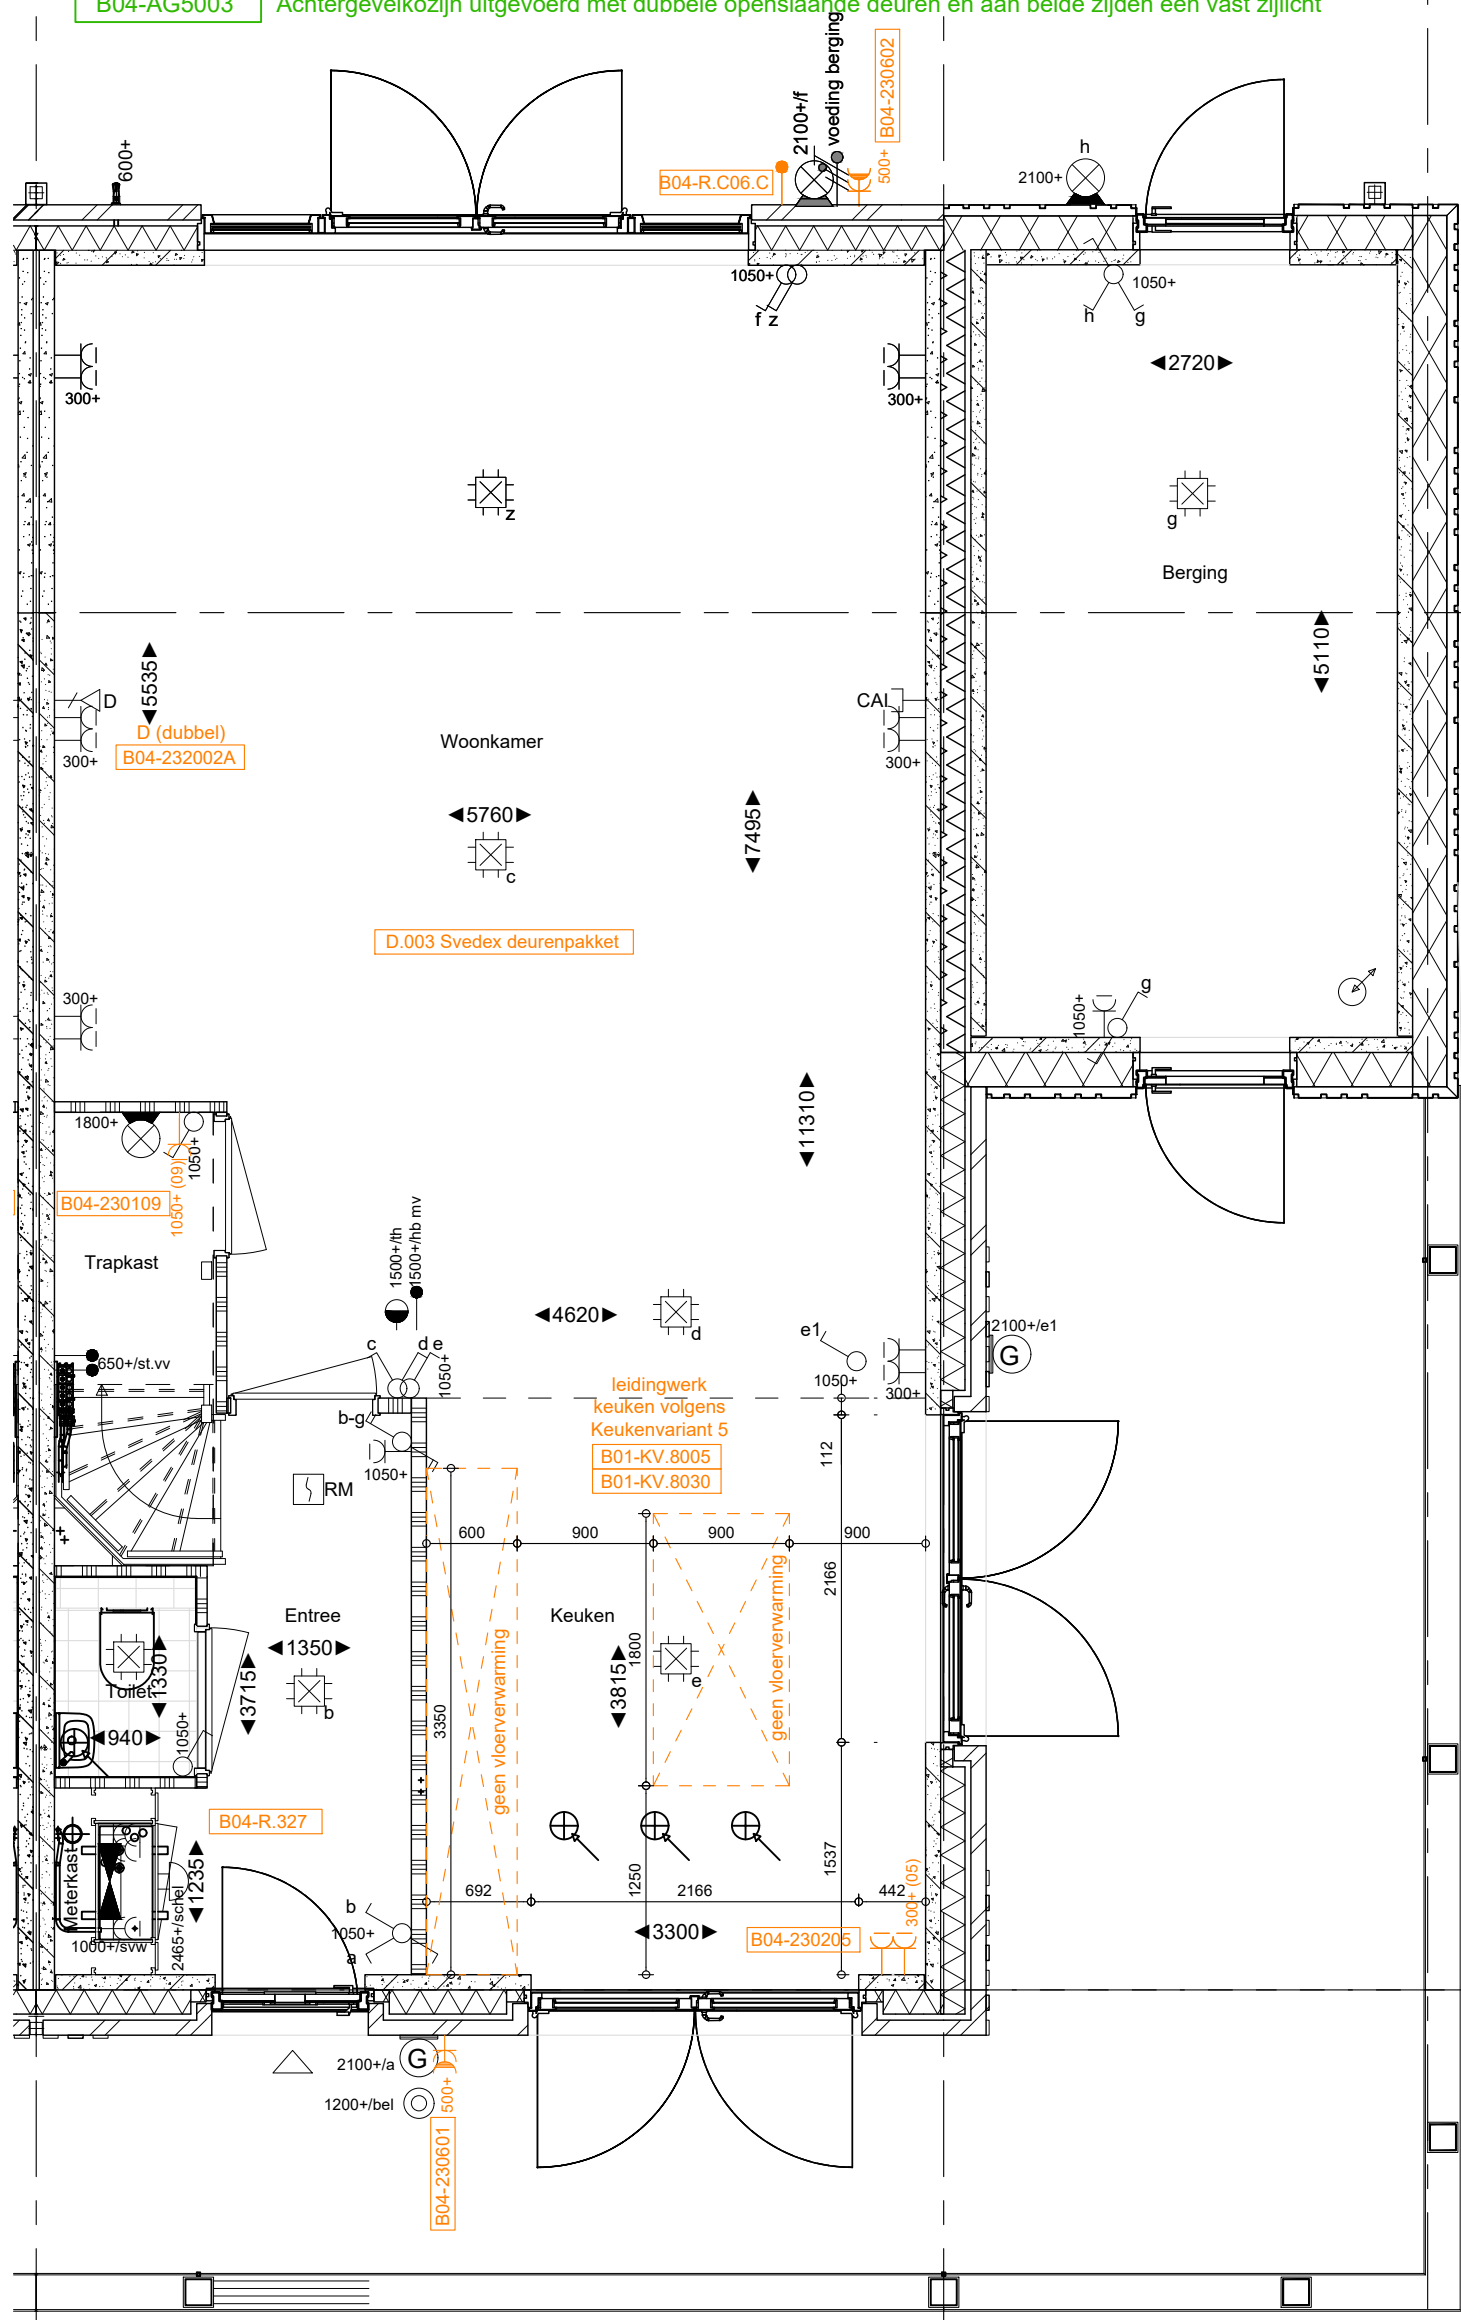 B04-AG5003 Achtergevelkozijn uitgevoerd met dubbele openslaande deuren en aan beide zijden een vast zijlicht
600+
2100+/f
voeding berging
500+
B04-230602
B04-R.C06.C
h
2100+
1050+
f z
1050+
h g
300+
300+
2720
z
g
Berging
5535
5110
D
CAI
D (dubbel)
B04-232002A
300+
300+
Woonkamer
5760
7495
c
D.003 Svedex deurenpakket
300+
g
1050+
11310
1800+
1050+
1050+ (09)
B04-230109
Trapkast
1500+/th
1500+/hb mv
4620
d
e1
2100+/e1
G
c d e
1050+
650+/st.vv
1050+
300+
leidingwerk
keuken volgens
Keukenvariant 5
B01-KV.8005
B01-KV.8030
b-g
1050+
112
RM
600 900 900 900
2166
Entree
Keuken
1350
geen vloerverwarming
geen vloerverwarming
1800
3815
e
1330
Toilet
3715
b
3350
940
1050+
B04-R.327
Meterkast
1235
2465+/schel
1000+/svw
1250
1537
692 2166 442
300+ (05)
b
1050+
a
3300
B04-230205
2100+/a
G
500+
1200+/bel
B04-230601